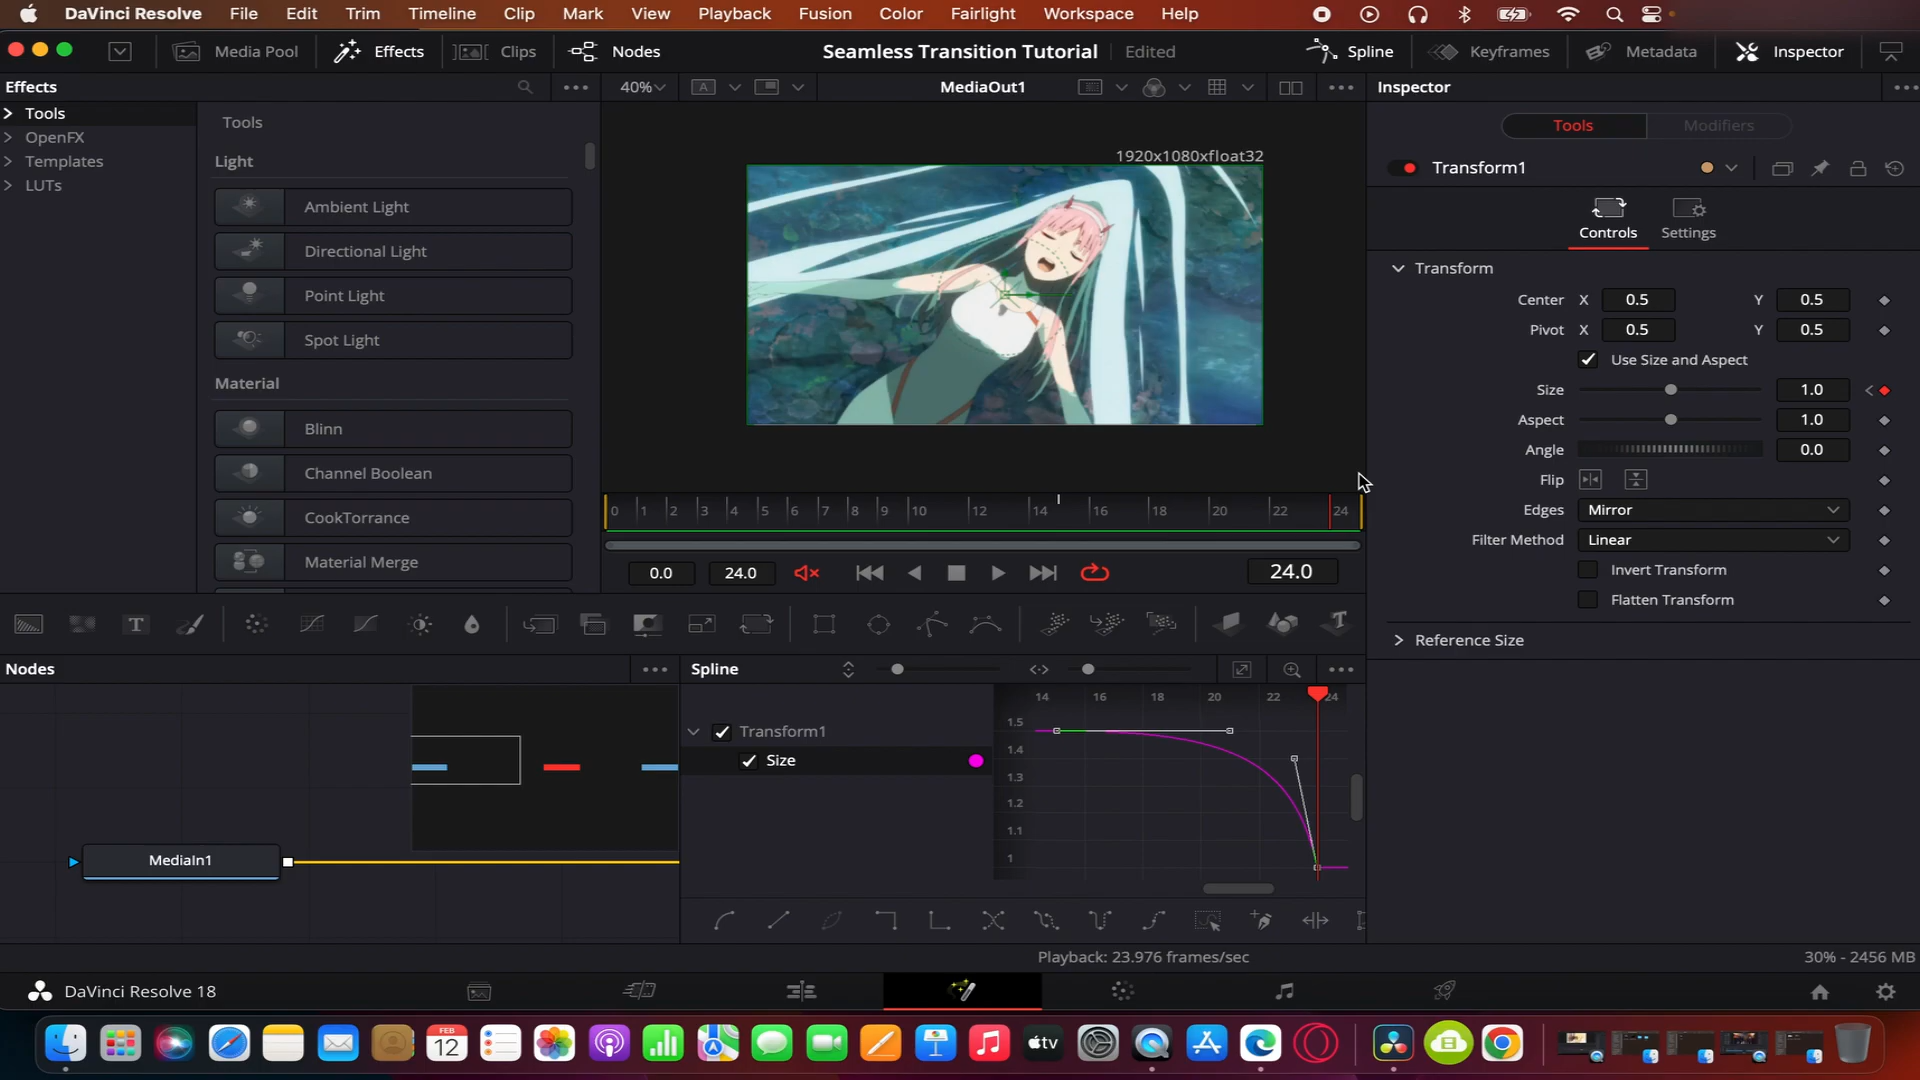 DaVinci Resolve File Edit Trim Timeline Clip Mark View Playback Fusion Color Fairlight Workspace Help
Media Pool Effects Clips Nodes Seamless Transition Tutorial Edited Spline Keyframes Metadata Inspector
Effects 40% A MediaOut1 Inspector
Tools
OpenFX
Templates
LUTs
Tools
Light
Ambient Light
Directional Light
Point Light
Spot Light
Material
Blinn
Channel Boolean
CookTorrance
Material Merge
1920x1080xfloat32
0 1 2 3 4 5 6 7 8 9 10 12 14 16 18 20 22 24
0.0 24.0 24.0
Tools Modifiers
Transform1
Controls Settings
Transform
Center X 0.5 Y 0.5
Pivot X 0.5 Y 0.5
Use Size and Aspect
Size 1.0
Aspect 1.0
Angle 0.0
Flip
Edges Mirror
Filter Method Linear
Invert Transform
Flatten Transform
Reference Size
T T
Nodes
MediaIn1
Spline
Transform1
Size
14 16 18 20 22 24
1.5
1.4
1.3
1.2
1.1
1
Playback: 23.976 frames/sec 30% - 2456 MB
DaVinci Resolve 18
FEB
12
tv